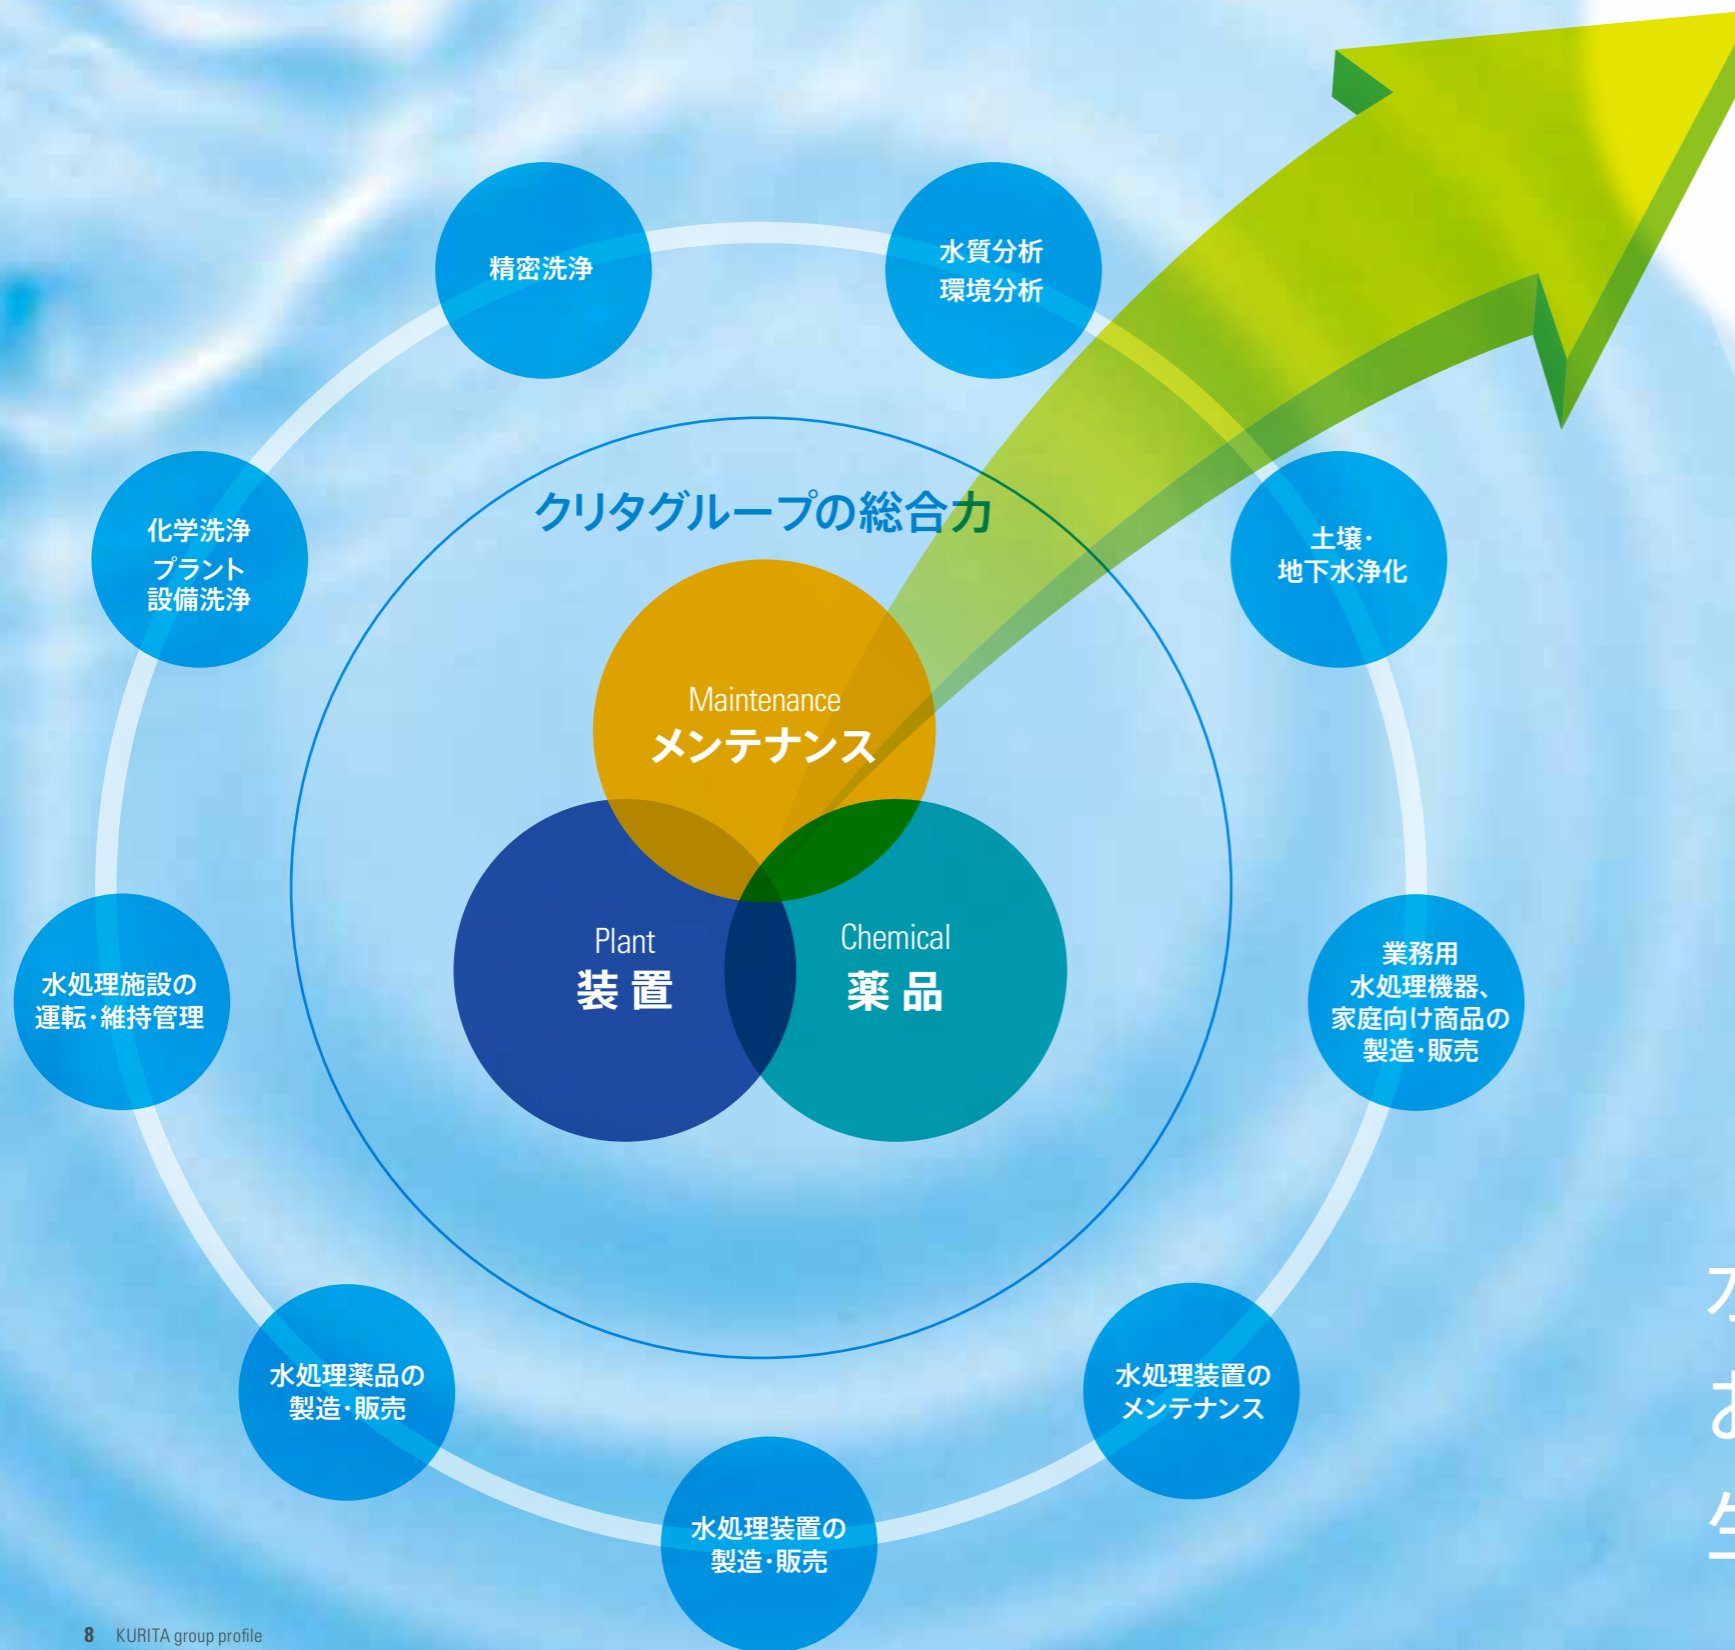 精密洗浄
水質分析
環境分析
化学洗浄
プラント
設備洗浄
クリタグループの総合力
土壌・
地下水浄化
Maintenance
メンテナンス
Plant
装置
Chemical
薬品
水処理施設の
運転・維持管理
業務用
水処理機器、
家庭向け商品の
製造・販売
水処理薬品の
製造・販売
水処理装置の
メンテナンス
水処理装置の
製造・販売
8 KURITA group profile